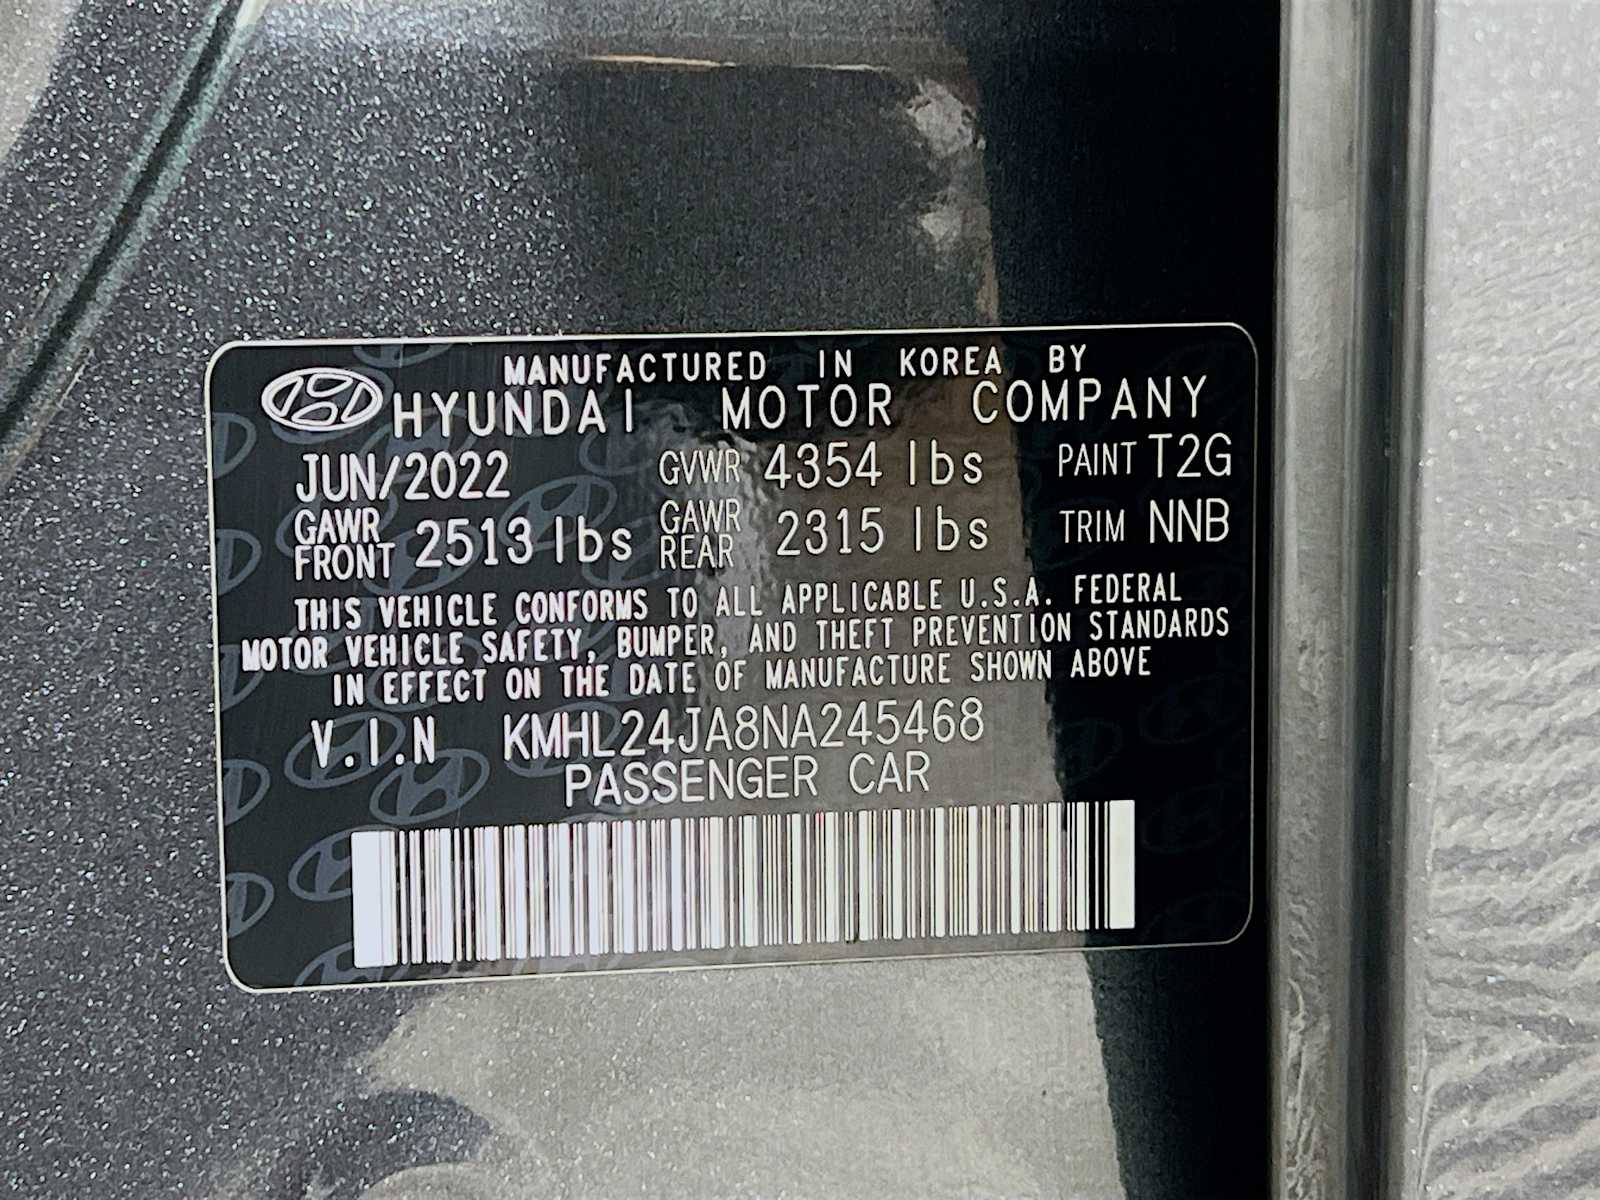 MANUFACTURED IN KOREA BY
HYUNDAI MOTOR COMPANY
JUN/2022 GVWR 4354 lbs PAINT T2G
GAWR FRONT 2513 lbs GAWR REAR 2315 lbs TRIM NNB
THIS VEHICLE CONFORMS TO ALL APPLICABLE U.S.A. FEDERAL
MOTOR VEHICLE SAFETY, BUMPER, AND THEFT PREVENTION STANDARDS
IN EFFECT ON THE DATE OF MANUFACTURE SHOWN ABOVE
V.I.N KMHL24JA8NA245468
PASSENGER CAR